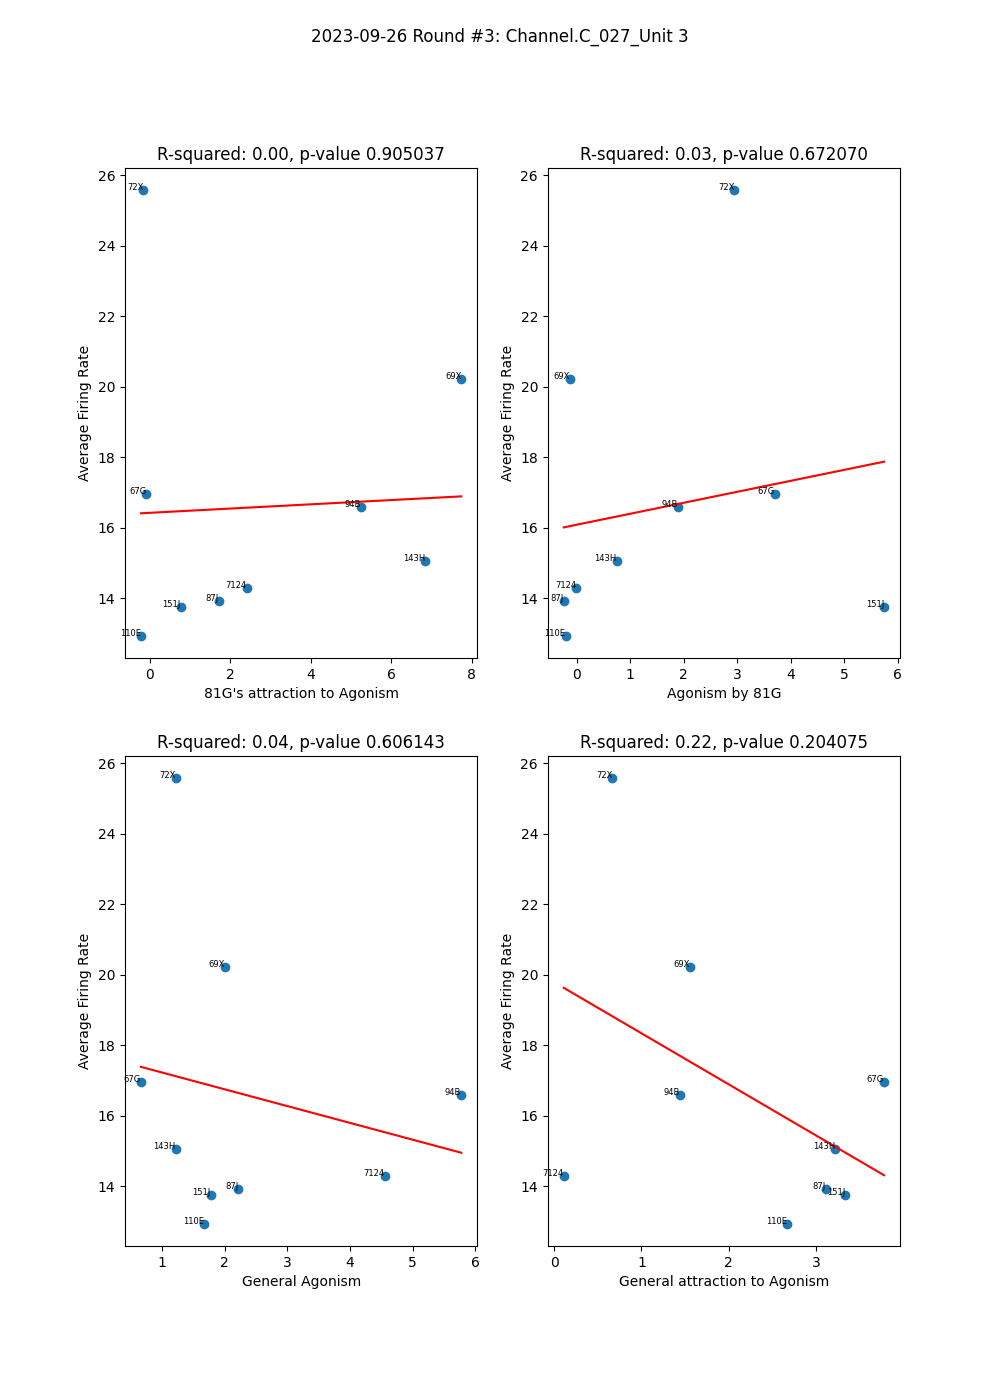 2023-09-26 Round #3: Channel.C_027_Unit 3
R-squared: 0.00, p-value 0.905037
26
24
22
20
18
16
14
Average Firing Rate
72X
69X
67G
94B
143H
7124
87J
151J
110E
0 2 4 6 8
81G's attraction to Agonism
R-squared: 0.03, p-value 0.672070
26
24
22
20
18
16
14
Average Firing Rate
72X
69X
67G
94B
143H
7124
87J
151J
110E
0 1 2 3 4 5 6
Agonism by 81G
R-squared: 0.04, p-value 0.606143
26
24
22
20
18
16
14
Average Firing Rate
72X
69X
67G
94B
143H
7124
87J
151J
110E
1 2 3 4 5 6
General Agonism
R-squared: 0.22, p-value 0.204075
26
24
22
20
18
16
14
Average Firing Rate
72X
69X
94B
67G
143H
7124
87J
151J
110E
0 1 2 3
General attraction to Agonism